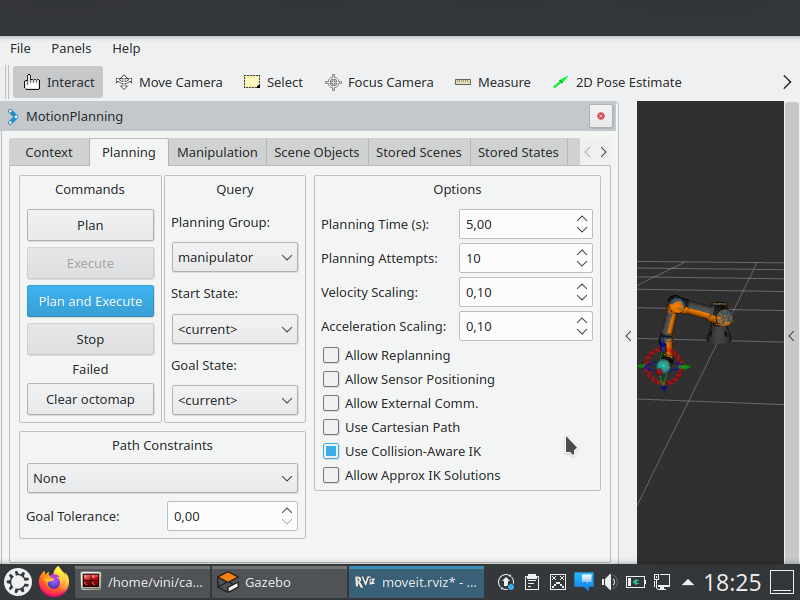 File Panels Help
Interact Move Camera Select Focus Camera Measure 2D Pose Estimate
MotionPlanning
Context Planning Manipulation Scene Objects Stored Scenes Stored States
Commands
Plan
Execute
Plan and Execute
Stop
Failed
Clear octomap
Query
Planning Group:
manipulator
Start State:
<current>
Goal State:
<current>
Path Constraints
None
Goal Tolerance: 0,00
Options
Planning Time (s): 5,00
Planning Attempts: 10
Velocity Scaling: 0,10
Acceleration Scaling: 0,10
Allow Replanning
Allow Sensor Positioning
Allow External Comm.
Use Cartesian Path
Use Collision-Aware IK
Allow Approx IK Solutions
/home/vini/ca... Gazebo RViz moveit.rviz* - ... 18:25